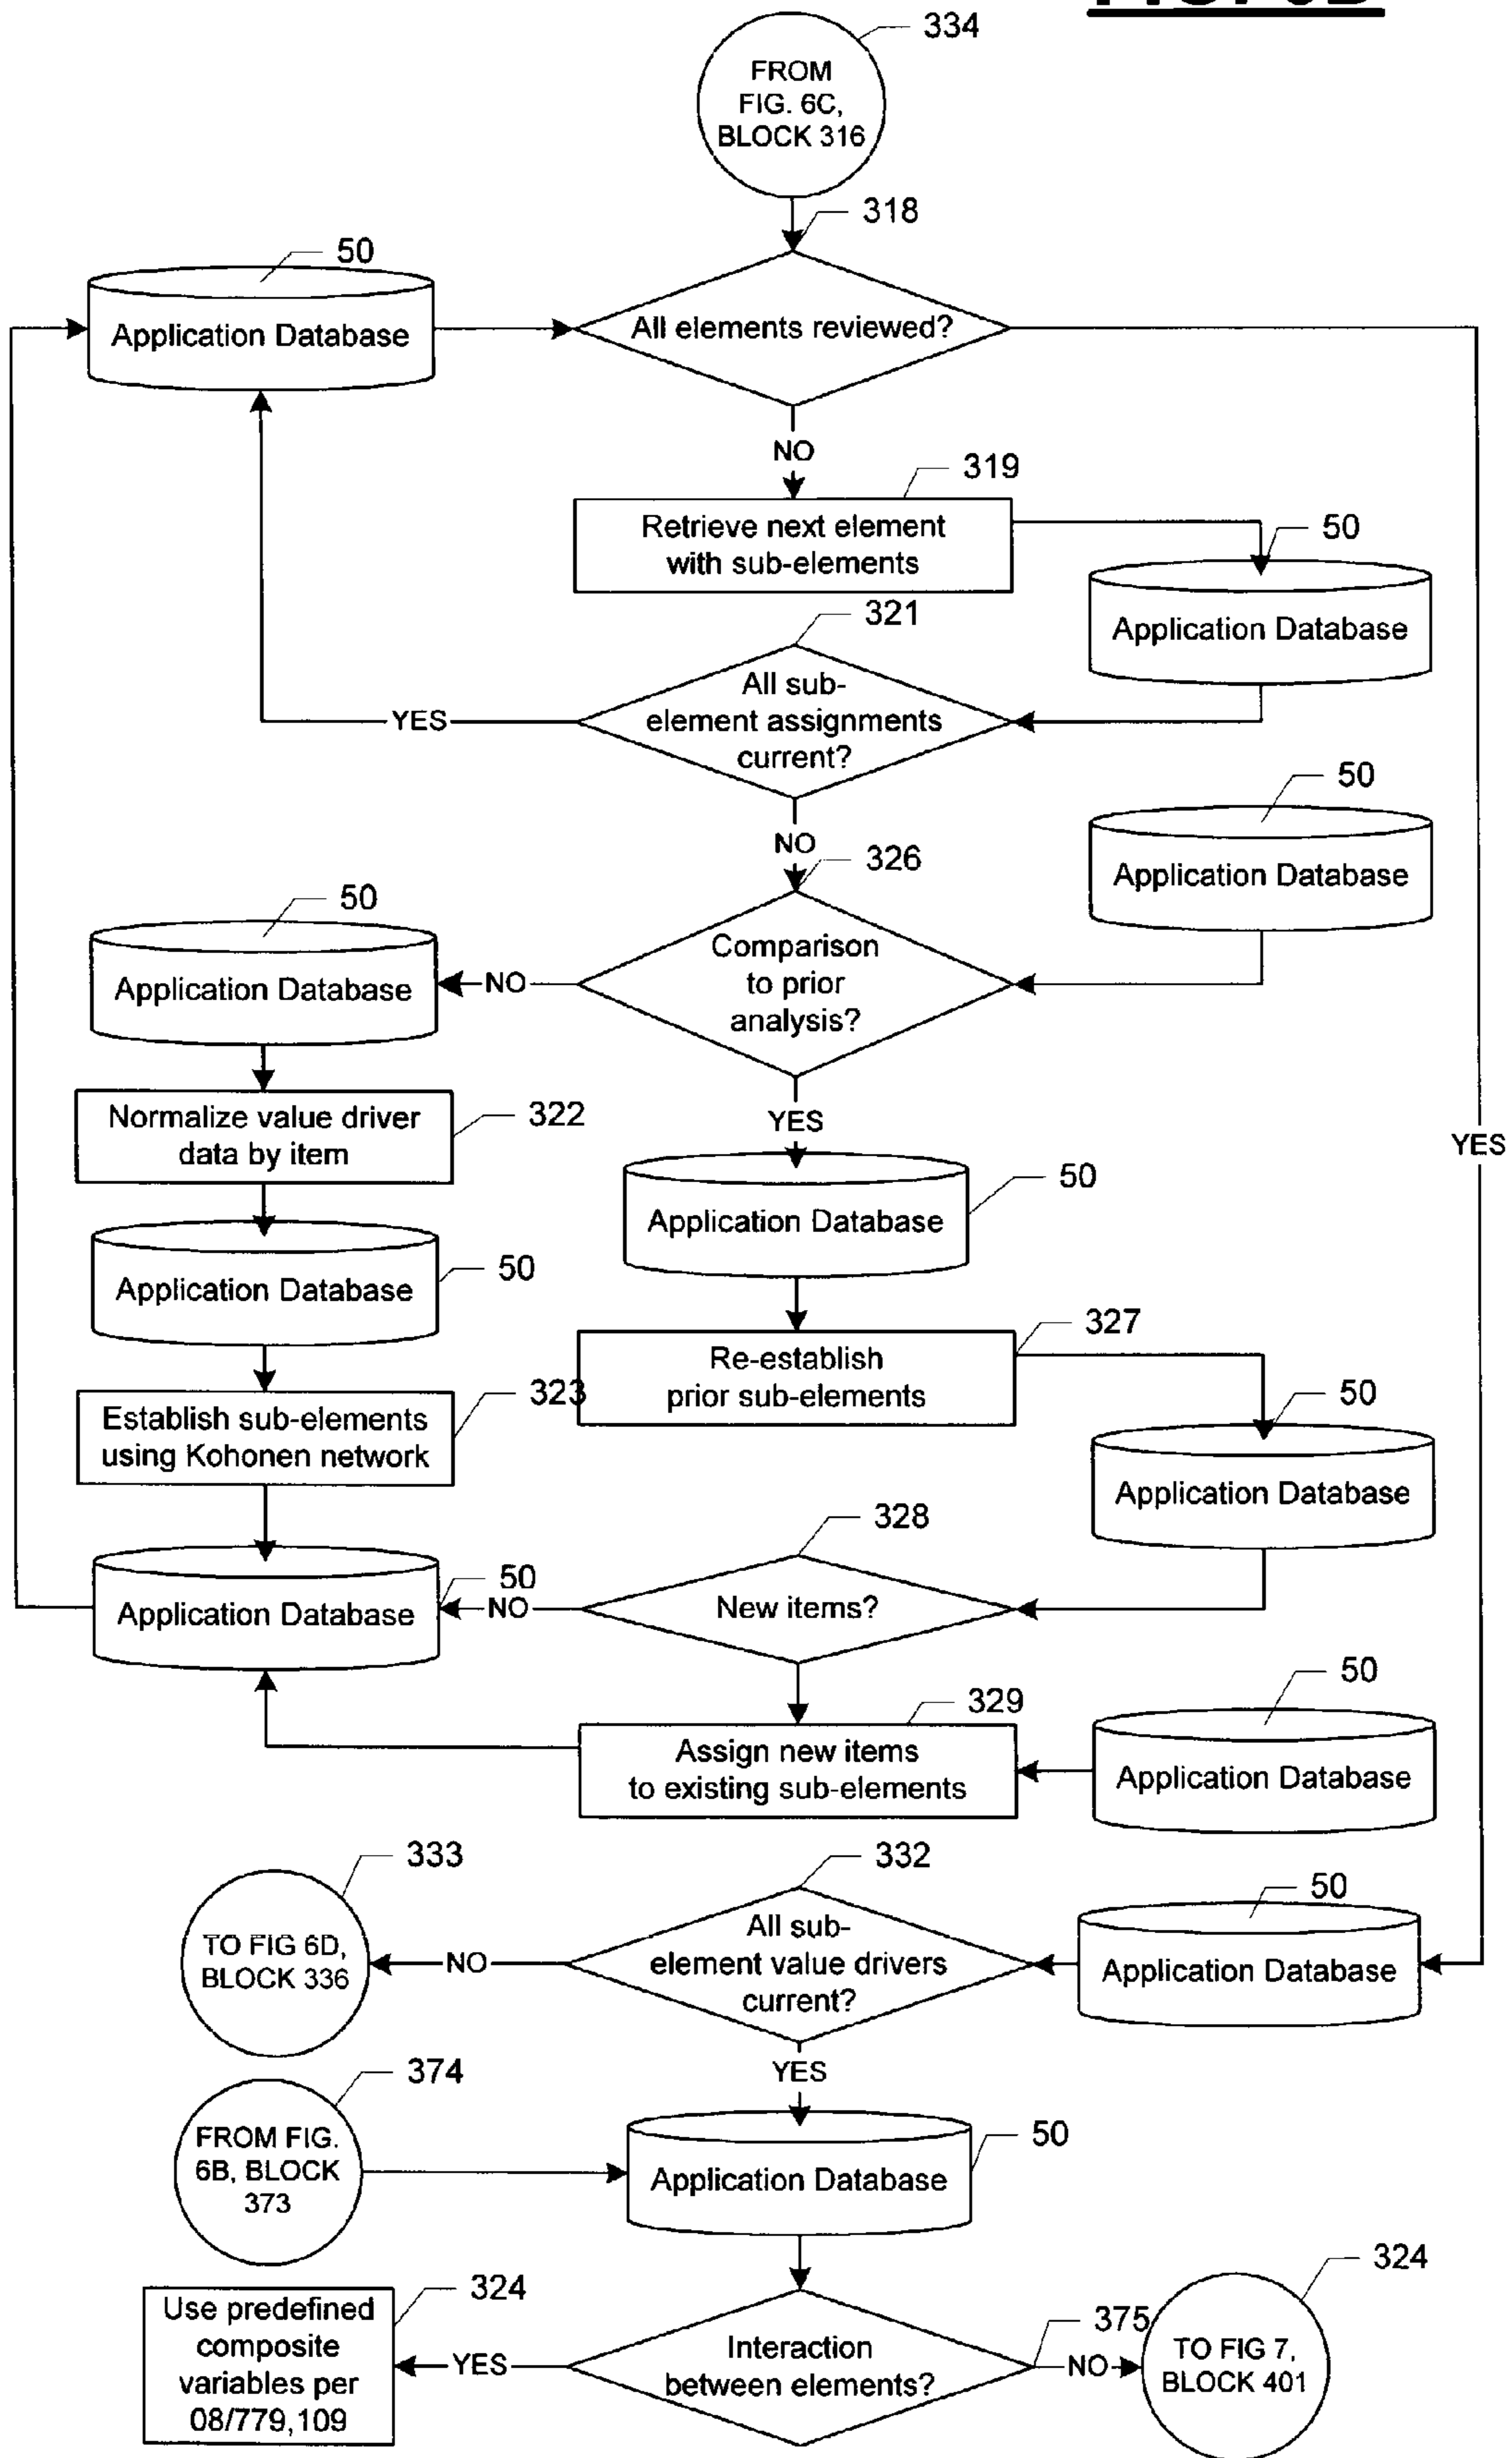 334
FROM
FIG. 6C,
BLOCK 316
318
50
Application Database
All elements reviewed?
NO
319
Retrieve next element
with sub-elements
50
Application Database
321
All sub-
element assignments
current?
YES
NO
50
Application Database
326
Comparison
to prior
analysis?
NO
50
Application Database
YES
YES
Normalize value driver
data by item
322
50
Application Database
50
Application Database
327
Re-establish
prior sub-elements
323
Establish sub-elements
using Kohonen network
50
Application Database
328
New items?
NO
50
Application Database
329
Assign new items
to existing sub-elements
50
Application Database
333
TO FIG 6D,
BLOCK 336
332
All sub-
element value drivers
current?
NO
50
Application Database
YES
374
FROM FIG.
6B, BLOCK
373
50
Application Database
324
Use predefined
composite
variables per
08/779,109
YES
Interaction
between elements?
375
NO
324
TO FIG 7,
BLOCK 401